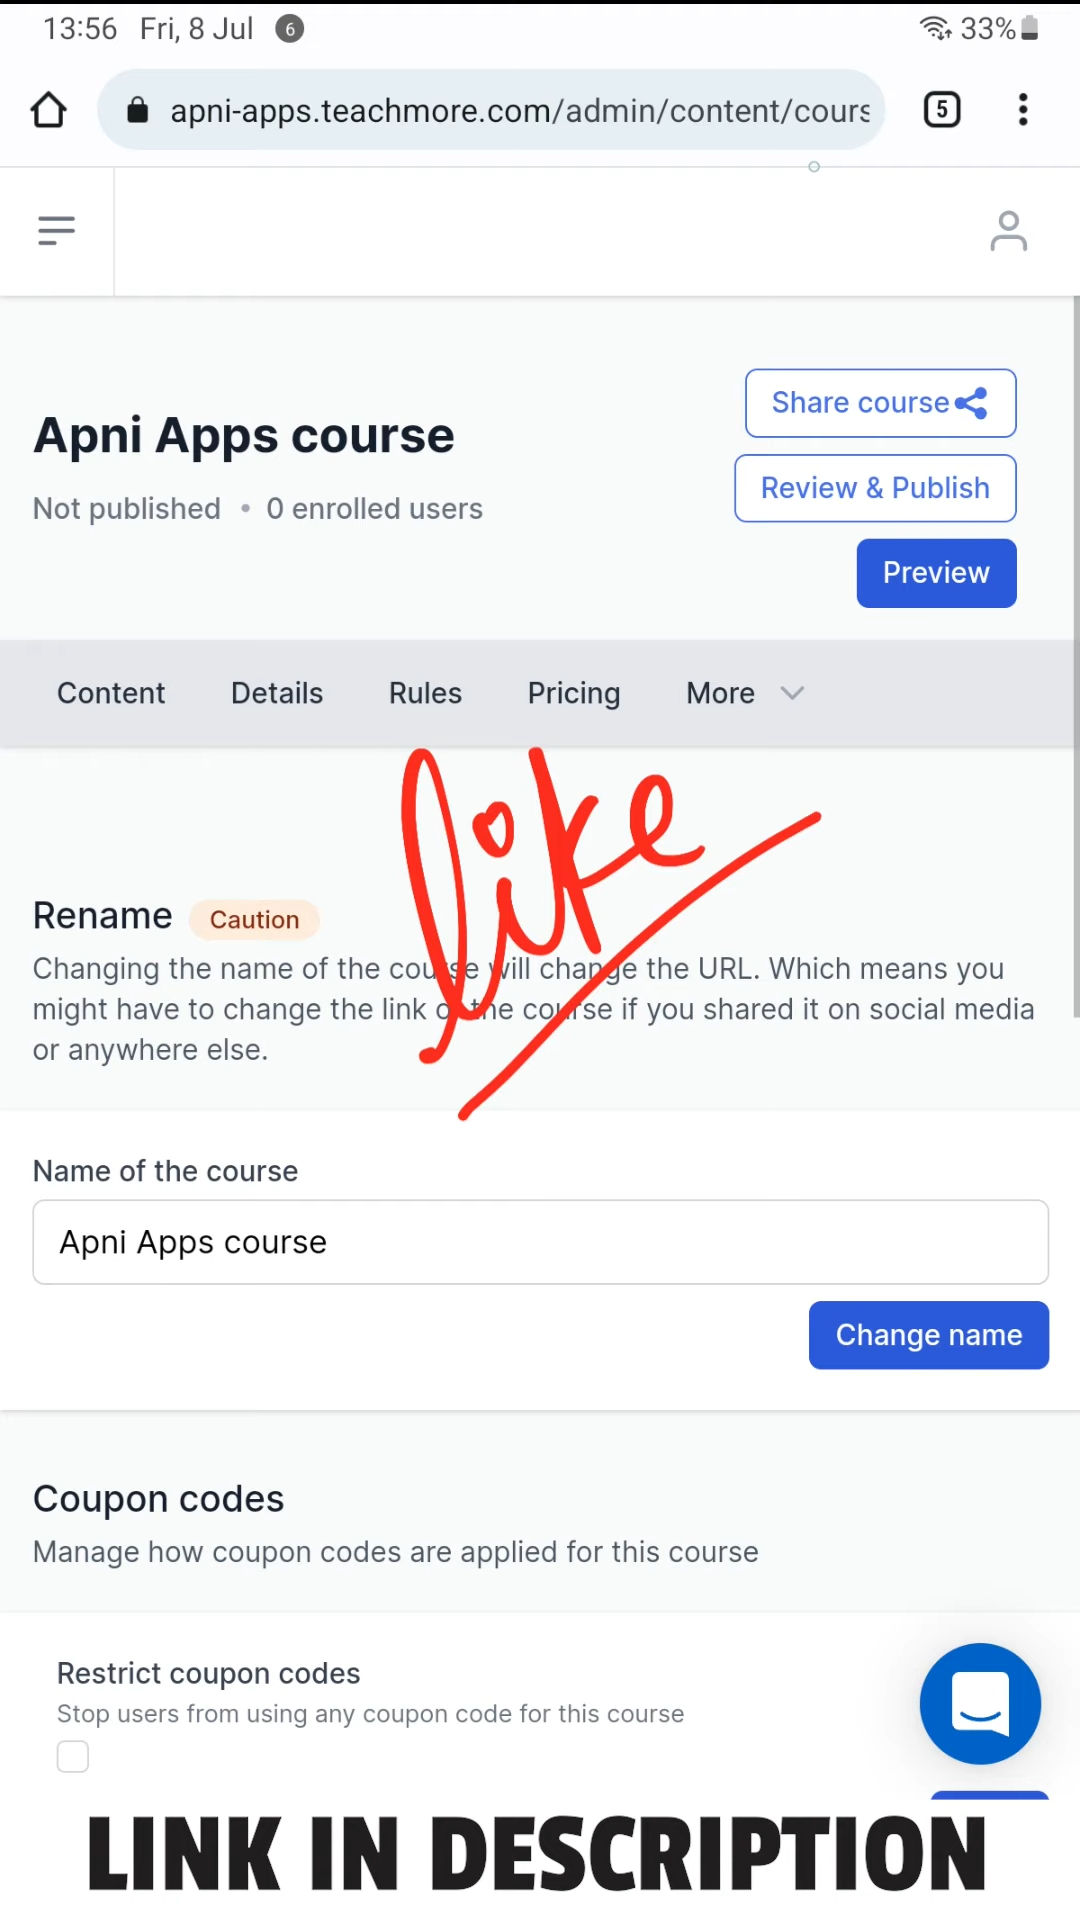 13:56 Fri, 8 Jul 6 33%
apni-apps.teachmore.com/admin/content/cours 5
Share course
Apni Apps course
Review & Publish
Not published • 0 enrolled users
Preview
Content Details Rules Pricing More
like
Rename Caution
Changing the name of the course will change the URL. Which means you
might have to change the link of the course if you shared it on social media
or anywhere else.
Name of the course
Apni Apps course
Change name
Coupon codes
Manage how coupon codes are applied for this course
Restrict coupon codes
Stop users from using any coupon code for this course
LINK IN DESCRIPTION